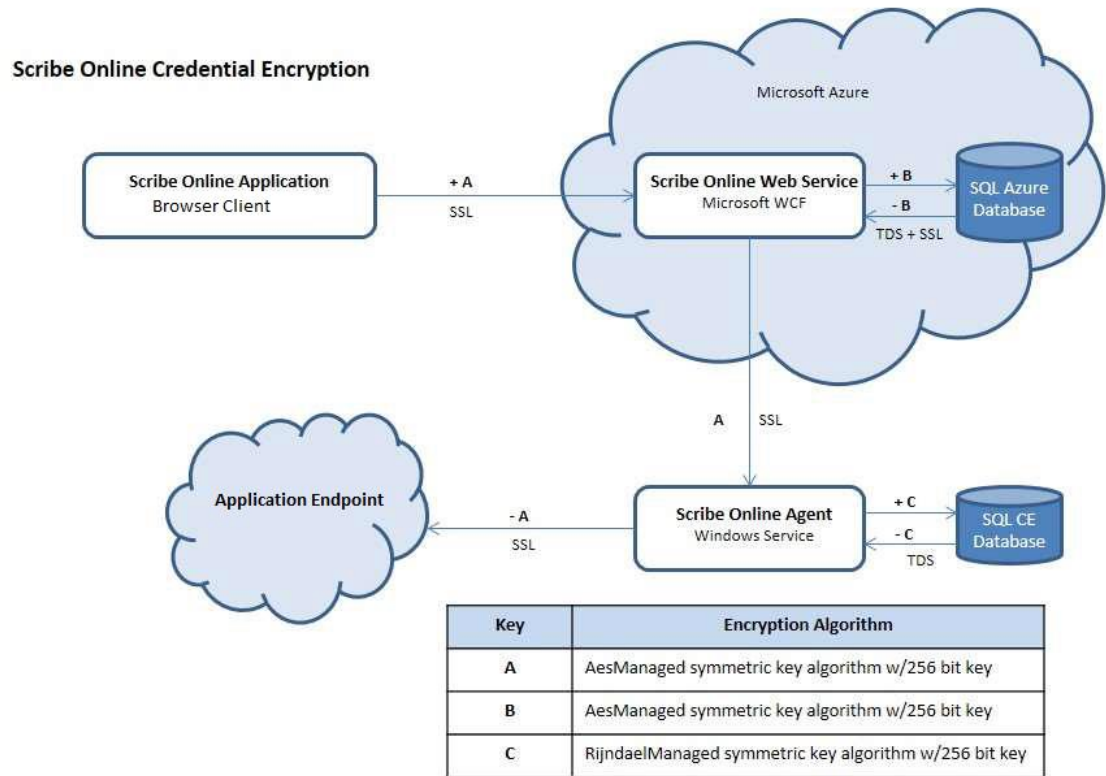 Scribe Online Credential Encryption
Microsoft Azure
Scribe Online Application
Browser Client
+ A
SSL
Scribe Online Web Service
Microsoft WCF
+ B
- B
TDS + SSL
SQL Azure
Database
A
SSL
Application Endpoint
- A
SSL
Scribe Online Agent
Windows Service
+ C
- C
TDS
SQL CE
Database
Key Encryption Algorithm
A AesManaged symmetric key algorithm w/256 bit key
B AesManaged symmetric key algorithm w/256 bit key
C RijndaelManaged symmetric key algorithm w/256 bit key